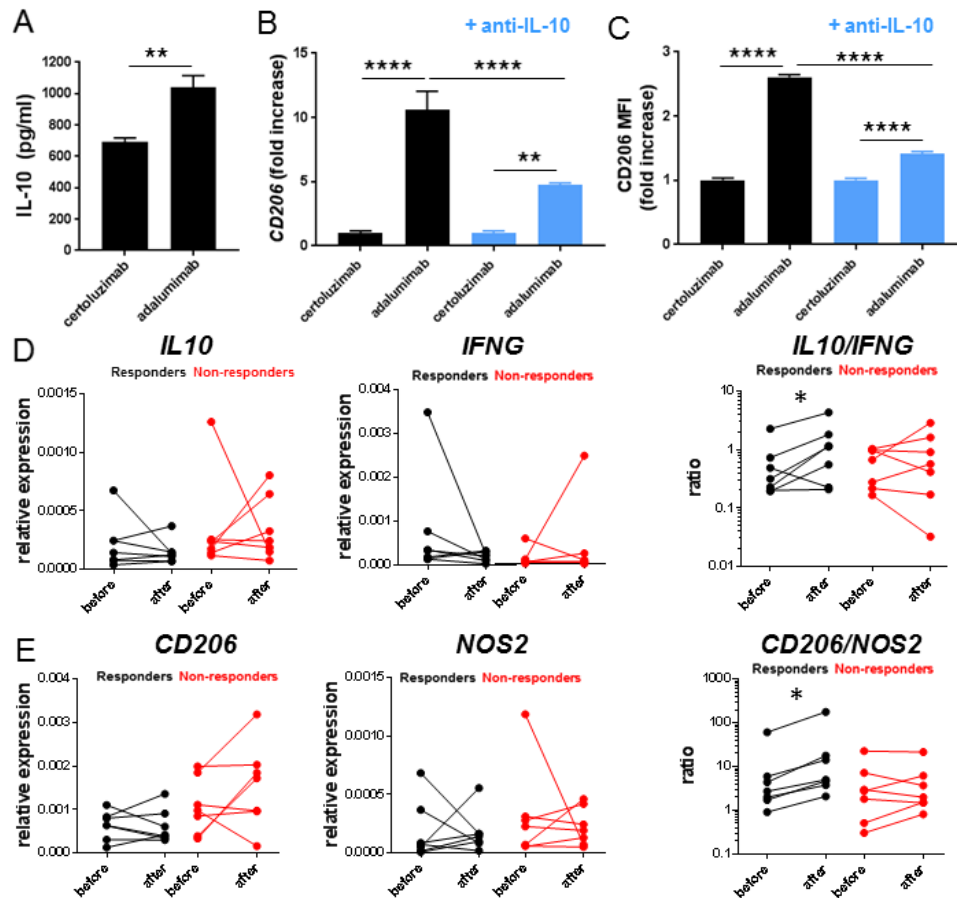 A
IL-10 (pg/ml)
1200
1000
800
600
400
200
0
**
certoluzimab
adalumimab
B
+ anti-IL-10
CD206 (fold increase)
15
10
5
0
****
****
**
certoluzimab
adalumimab
certoluzimab
adalumimab
C
+ anti-IL-10
CD206 MFI
(fold increase)
3
2
1
0
****
****
****
certoluzimab
adalumimab
certoluzimab
adalumimab
D
IL10
Responders Non-responders
relative expression
0.0015
0.0010
0.0005
0.0000
before
after
before
after
IFNG
Responders Non-responders
relative expression
0.004
0.003
0.002
0.001
0.000
before
after
before
after
IL10/IFNG
Responders Non-responders
*
ratio
10
1
0.1
0.01
before
after
before
after
E
CD206
Responders Non-responders
relative expression
0.004
0.003
0.002
0.001
0.000
before
after
before
after
NOS2
Responders Non-responders
relative expression
0.0015
0.0010
0.0005
0.000
before
after
before
after
CD206/NOS2
Responders Non-responders
*
ratio
1000
100
10
1
0.1
before
after
before
after